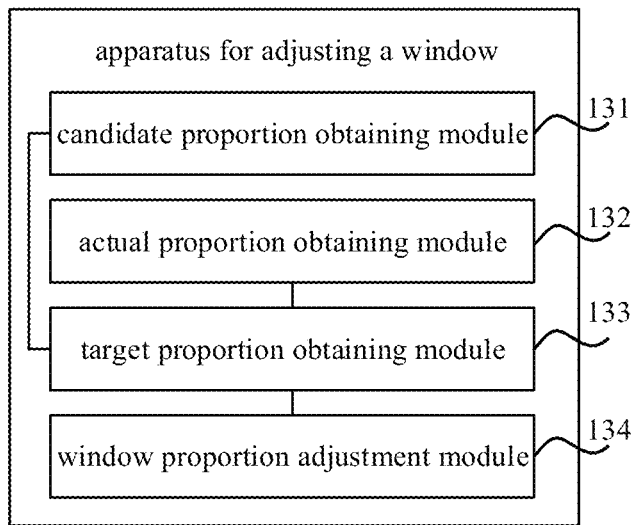 apparatus for adjusting a window
candidate proportion obtaining module
131
actual proportion obtaining module
132
target proportion obtaining module
133
window proportion adjustment module
134